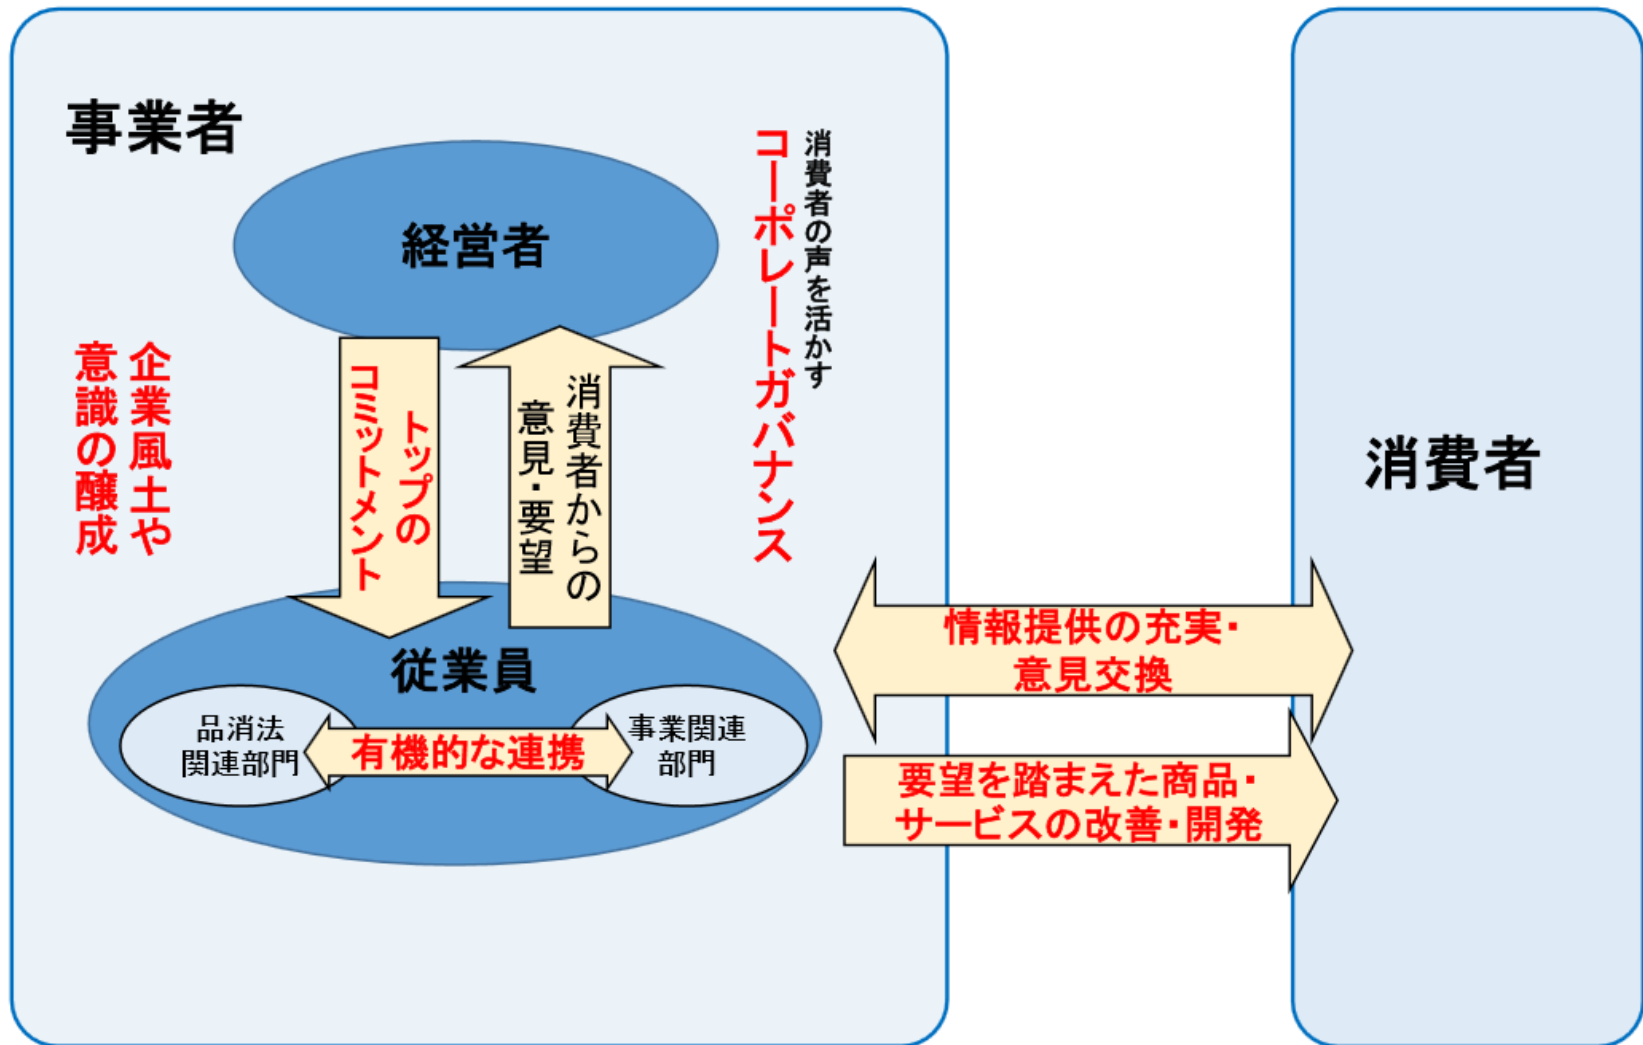 事業者
経営者
消費者の声を活かす
コーポレートガバナンス
企業風土や
意識の醸成
トップの
コミットメント
消費者からの
意見・要望
従業員
品消法
関連部門
有機的な連携
事業関連
部門
消費者
情報提供の充実・
意見交換
要望を踏まえた商品・
サービスの改善・開発